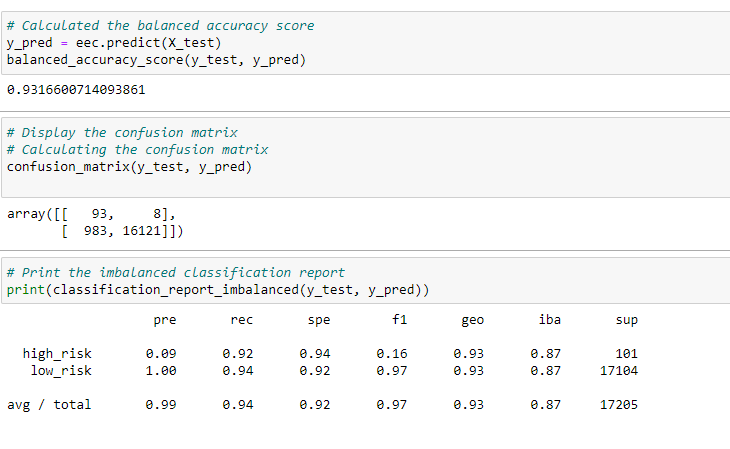 # Calculated the balanced accuracy score
y_pred = eec.predict(X_test)
balanced_accuracy_score(y_test, y_pred)
0.9316600714093861
# Display the confusion matrix
# Calculating the confusion matrix
confusion_matrix(y_test, y_pred)
array([[   93,     8],
       [  983, 16121]])
# Print the imbalanced classification report
print(classification_report_imbalanced(y_test, y_pred))
pre rec spe f1 geo iba sup
high_risk 0.09 0.92 0.94 0.16 0.93 0.87 101
low_risk 1.00 0.94 0.92 0.97 0.93 0.87 17104
avg / total 0.99 0.94 0.92 0.97 0.93 0.87 17205